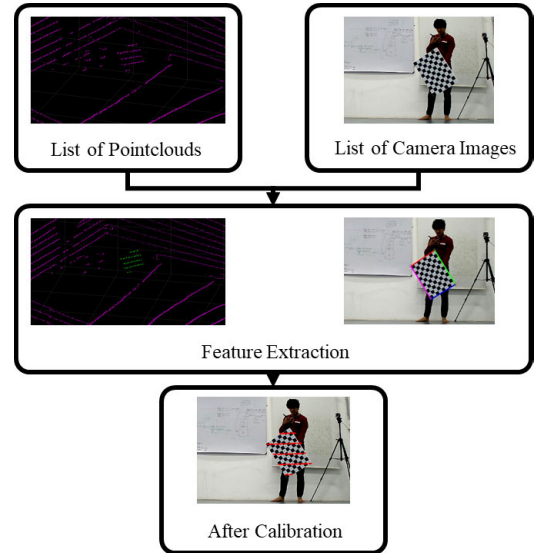 List of Pointclouds
List of Camera Images
Feature Extraction
After Calibration